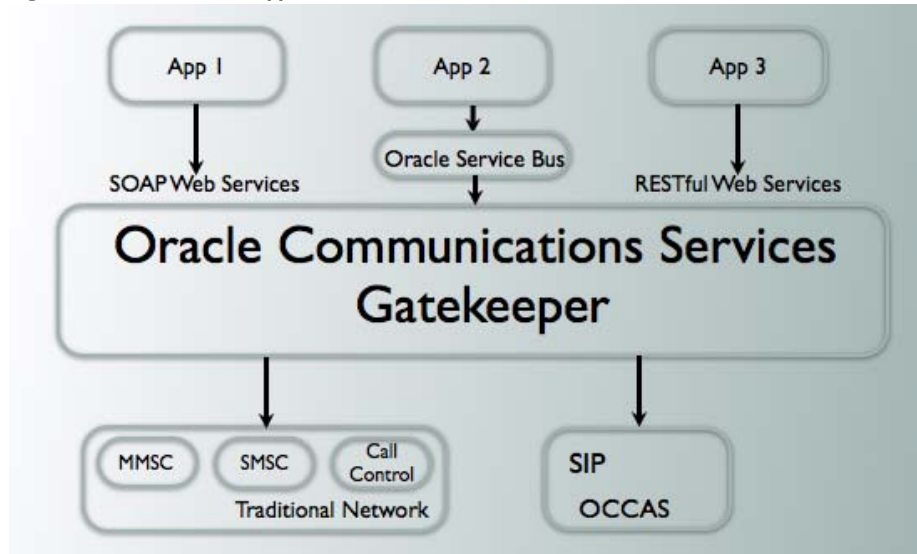 App 1
App 2
App 3
Oracle Service Bus
SOAP Web Services
RESTful Web Services
Oracle Communications Services
Gatekeeper
MMSC
SMSC
Call
Control
Traditional Network
SIP
OCCAS